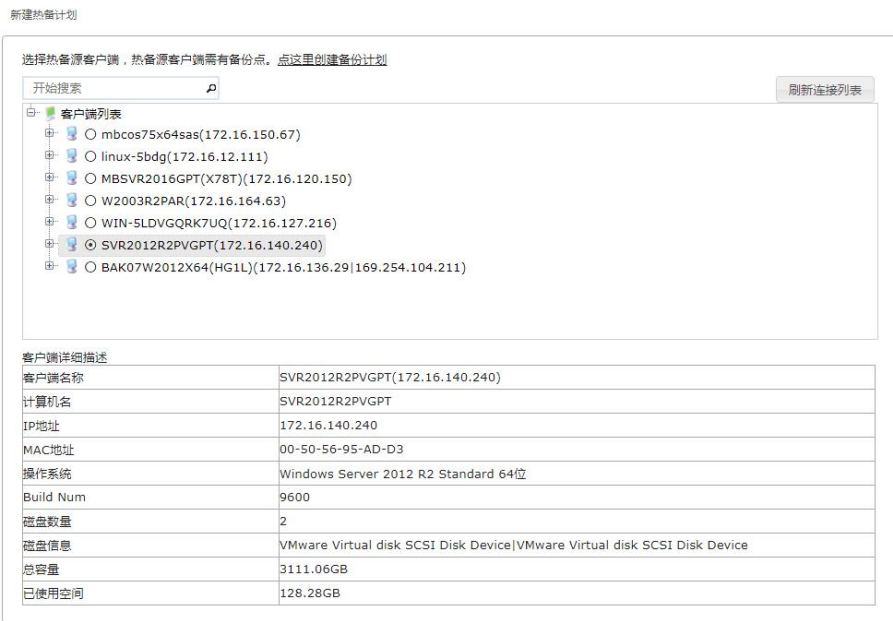 新建热备计划
选择热备源客户端，热备源客户端需有备份点。点这里创建备份计划
开始搜索
刷新连接列表
客户端列表
mbcos75x64sas(172.16.150.67)
linux-5bdg(172.16.12.111)
MBSVR2016GPT(X78T)(172.16.120.150)
W2003R2PAR(172.16.164.63)
WIN-5LDVGQRK7UQ(172.16.127.216)
SVR2012R2PVGPT(172.16.140.240)
BAK07W2012X64(HG1L)(172.16.136.29|169.254.104.211)
客户端详细描述
客户端名称 SVR2012R2PVGPT(172.16.140.240)
计算机名 SVR2012R2PVGPT
IP地址 172.16.140.240
MAC地址 00-50-56-95-AD-D3
操作系统 Windows Server 2012 R2 Standard 64位
Build Num 9600
磁盘数量 2
磁盘信息 VMware Virtual disk SCSI Disk Device|VMware Virtual disk SCSI Disk Device
总容量 3111.06GB
已使用空间 128.28GB